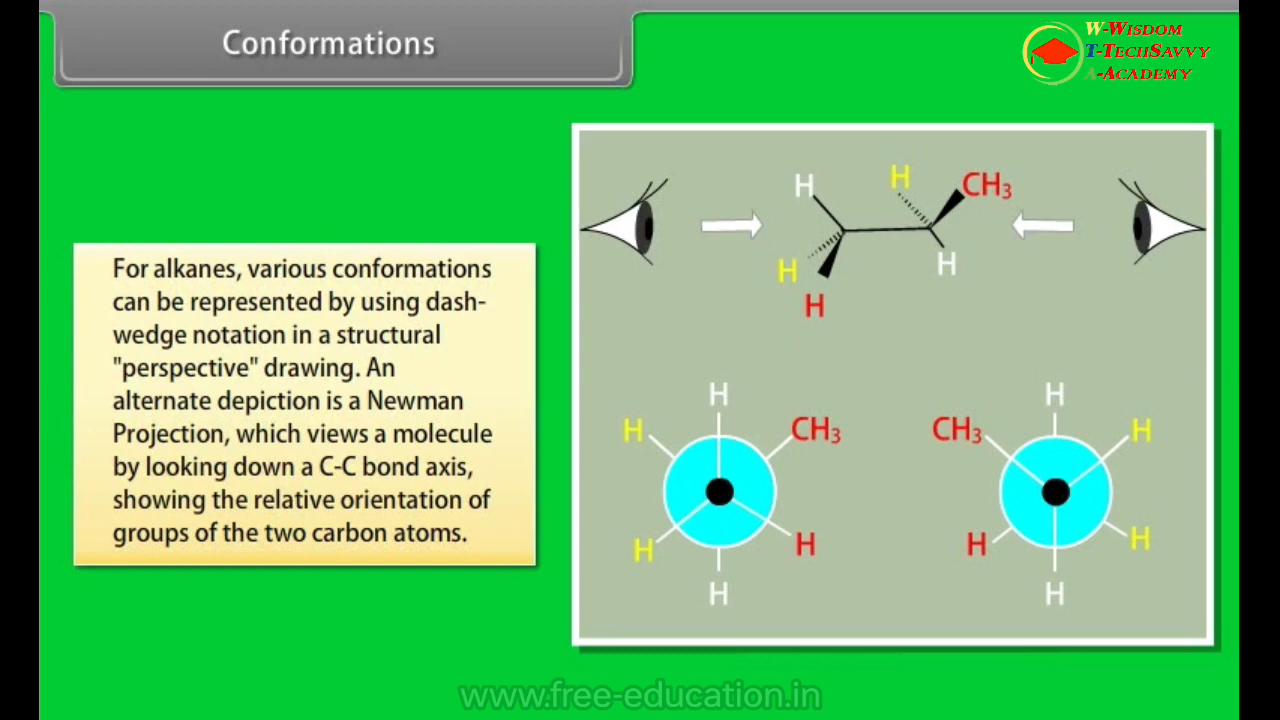 Conformations
W-Wisdom
T-TechSavvy
A-Academy
For alkanes, various conformations
can be represented by using dash-
wedge notation in a structural
"perspective" drawing. An
alternate depiction is a Newman
Projection, which views a molecule
by looking down a C-C bond axis,
showing the relative orientation of
groups of the two carbon atoms.
H H CH₃
H H
H
H H
H CH₃ CH₃ H
H H H H
H H
www.free-education.in